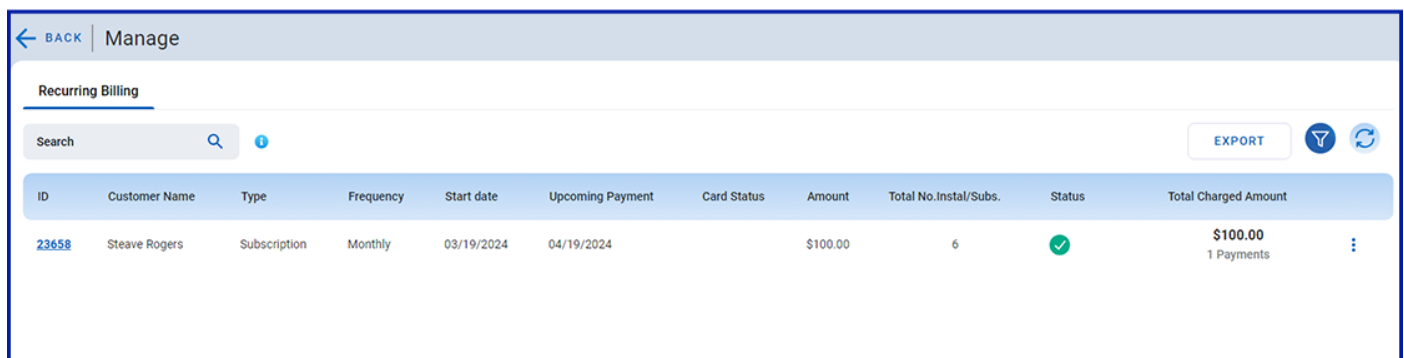 BACK Manage
Recurring Billing
Search
EXPORT
ID Customer Name Type Frequency Start date Upcoming Payment Card Status Amount Total No.Instal/Subs. Status Total Charged Amount
23658 Steave Rogers Subscription Monthly 03/19/2024 04/19/2024 $100.00 6 $100.00
1 Payments